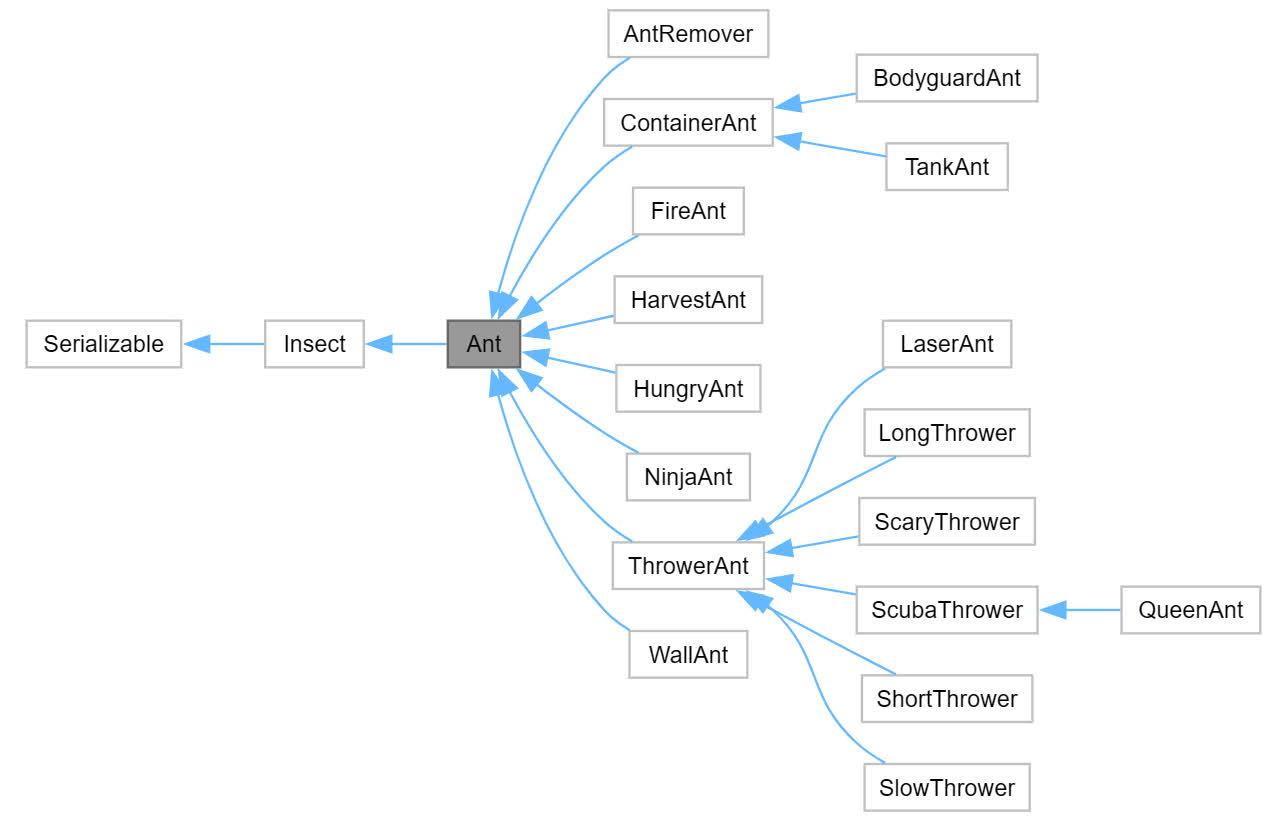 AntRemover
BodyguardAnt
ContainerAnt
TankAnt
FireAnt
HarvestAnt
Serializable
Insect
Ant
LaserAnt
HungryAnt
LongThrower
NinjaAnt
ScaryThrower
ThrowerAnt
ScubaThrower
QueenAnt
WallAnt
ShortThrower
SlowThrower